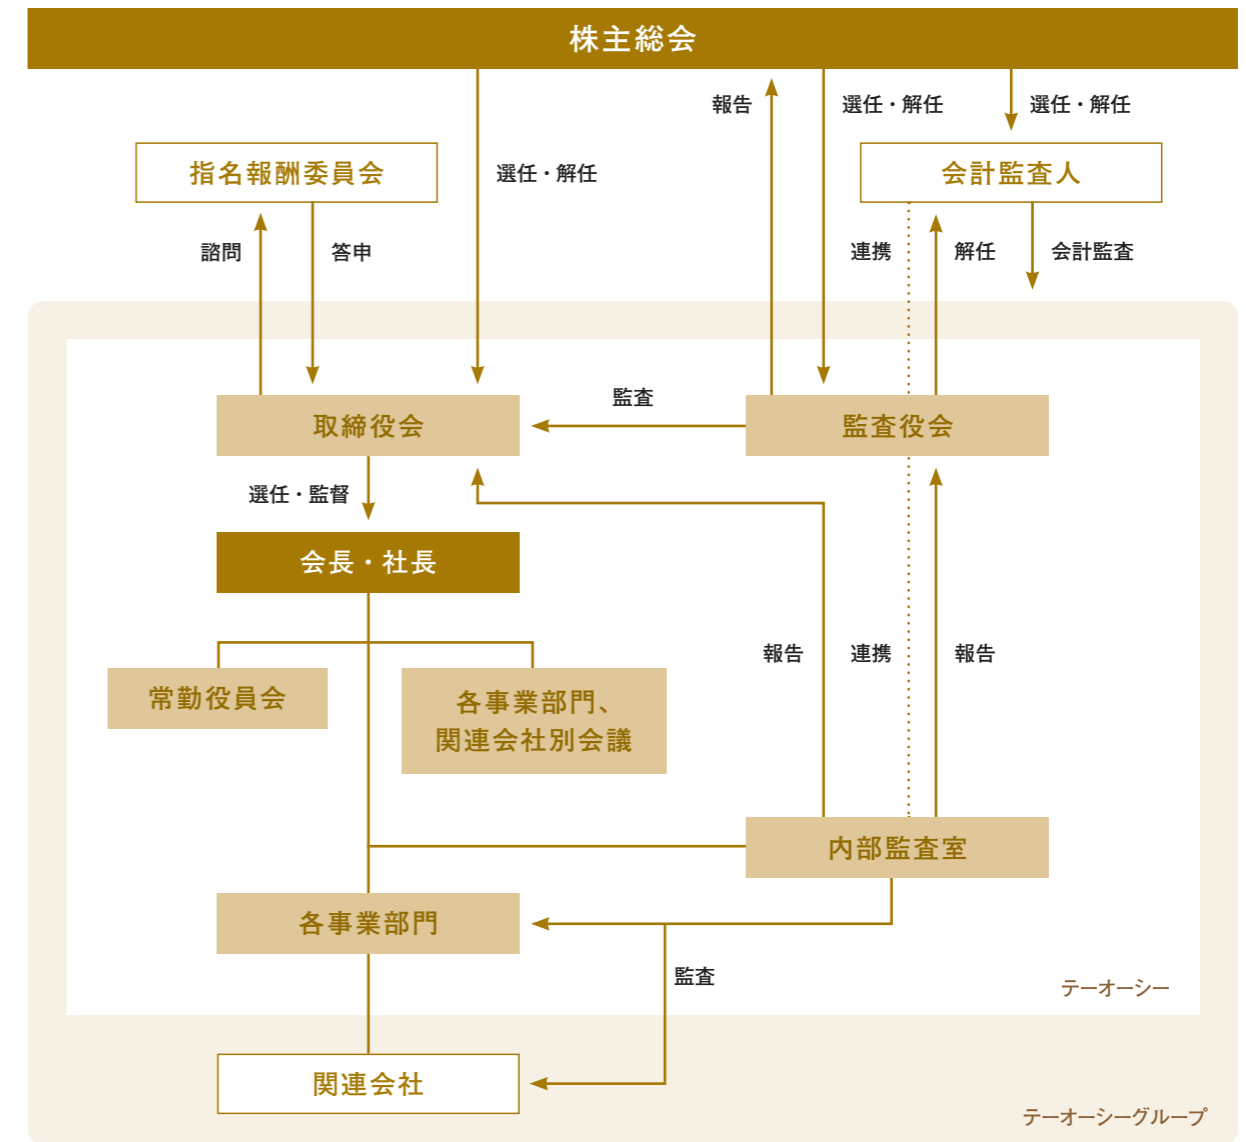 株主総会
報告
選任・解任
選任・解任
指名報酬委員会
選任・解任
会計監査人
諮問
答申
連携
解任
会計監査
監査
取締役会
監査役会
選任・監督
会長・社長
報告
連携
報告
常勤役員会
各事業部門、
関連会社別会議
内部監査室
各事業部門
監査
テーオーシー
関連会社
テーオーシーグループ